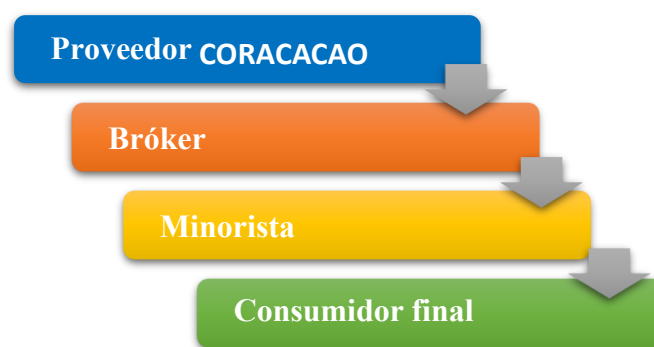 Proveedor CORACACAO
Bróker
Minorista
Consumidor final